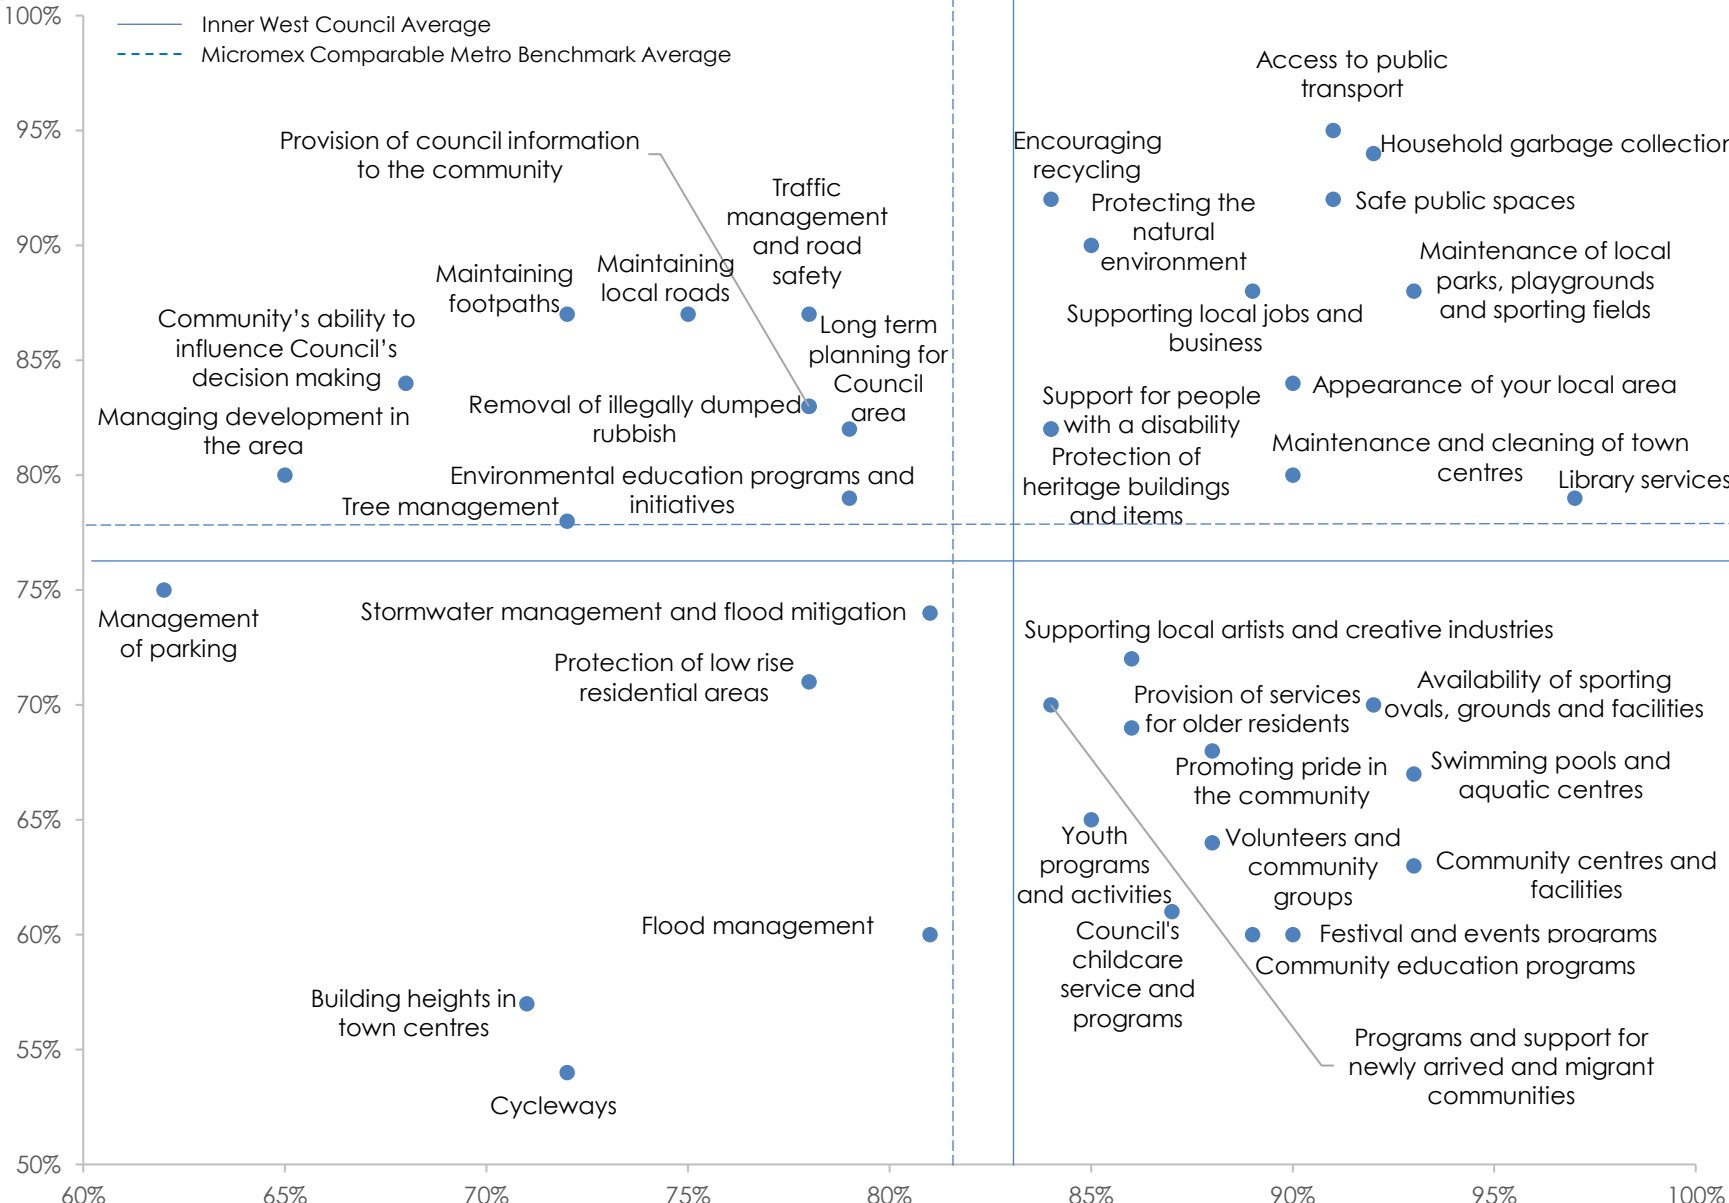 100%
Inner West Council Average
Micromex Comparable Metro Benchmark Average
Access to public
transport
95%
Provision of council information
to the community
Encouraging
recycling
Household garbage collection
Traffic
management
and road
safety
Protecting the
natural
environment
Safe public spaces
90%
Maintaining
footpaths
Maintaining
local roads
Maintenance of local
parks, playgrounds
and sporting fields
Community's ability to
influence Council's
decision making
Long term
planning for
Council
area
Supporting local jobs and
business
85%
Appearance of your local area
Managing development in
the area
Removal of illegally dumped
rubbish
Support for people
with a disability
Maintenance and cleaning of town
centres
80%
Environmental education programs and
initiatives
Protection of
heritage buildings
and items
Library services
Tree management
75%
Management
of parking
Stormwater management and flood mitigation
Supporting local artists and creative industries
Protection of low rise
residential areas
Provision of services
for older residents
Availability of sporting
ovals, grounds and facilities
70%
Promoting pride in
the community
Swimming pools and
aquatic centres
65%
Youth
programs
and activities
Volunteers and
community
groups
Community centres and
facilities
60%
Flood management
Council's
childcare
service and
programs
Festival and events programs
Community education programs
Building heights in
town centres
55%
Programs and support for
newly arrived and migrant
communities
Cycleways
50%
60%
65%
70%
75%
80%
85%
90%
95%
100%